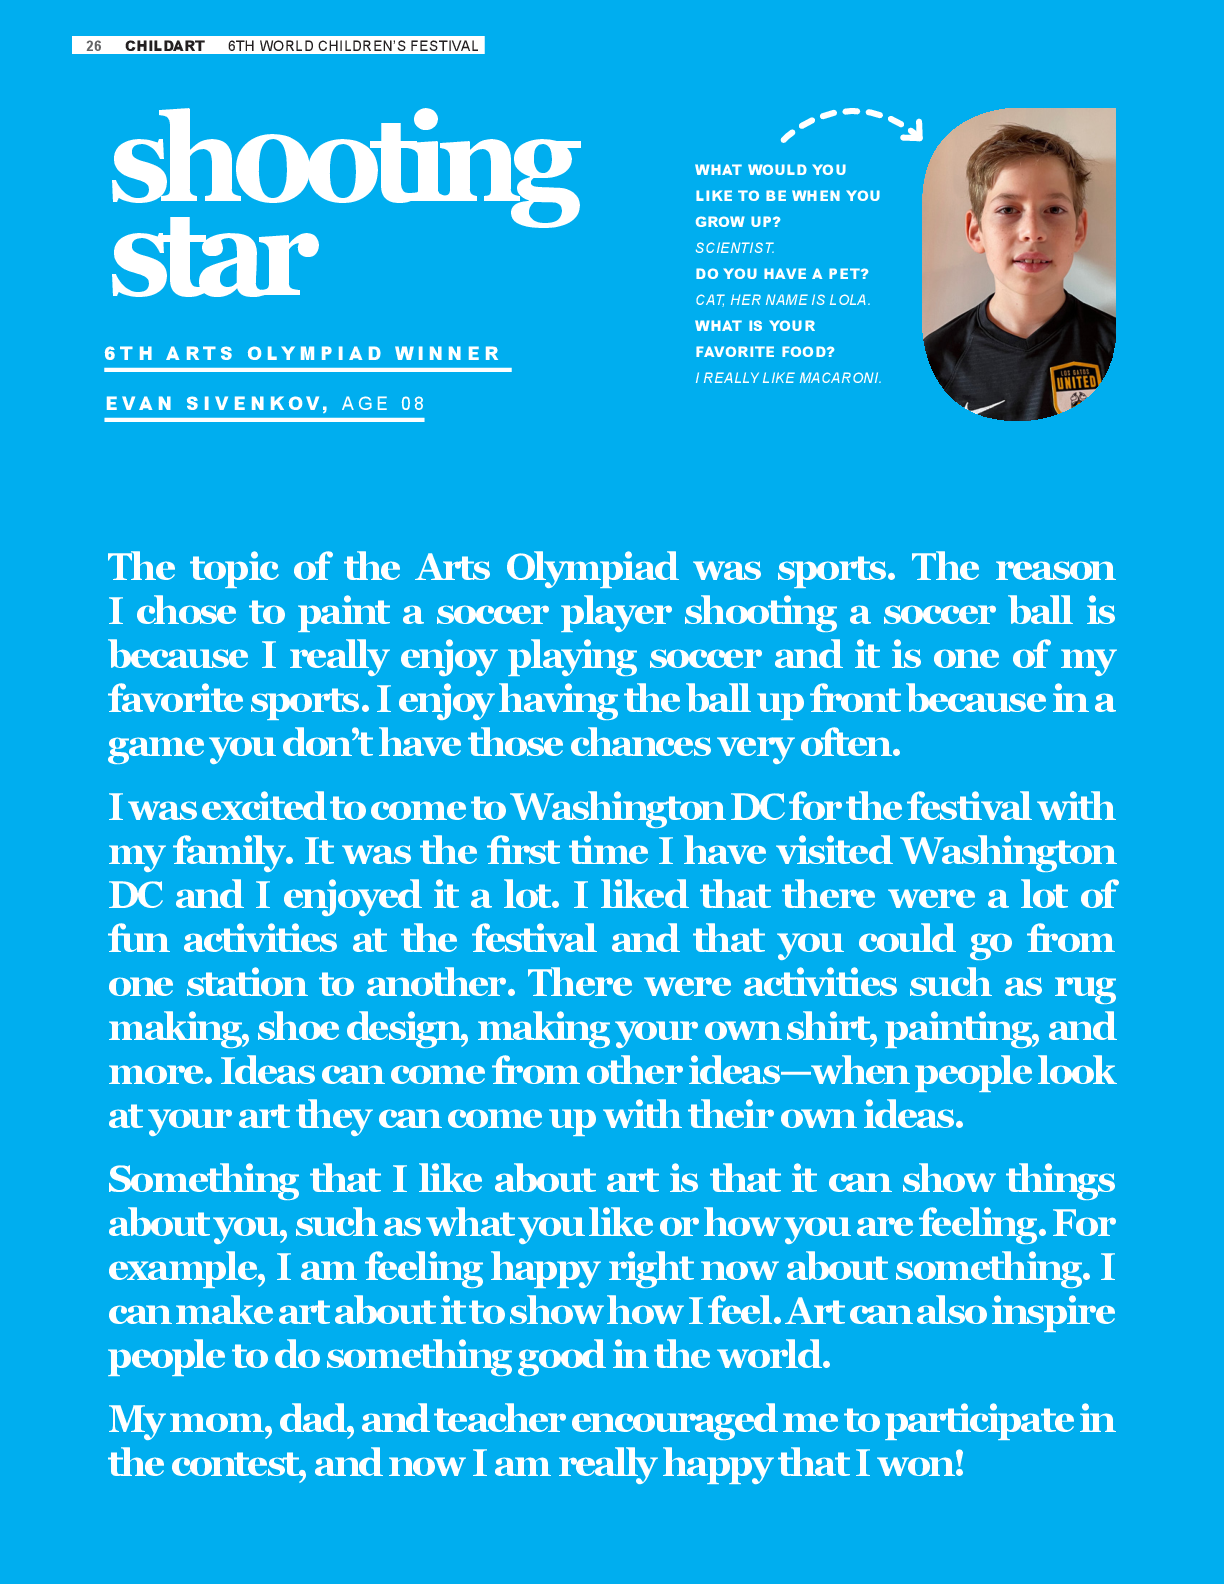 26 CHILDART 6TH WORLD CHILDREN'S FESTIVAL
shooting
star
6TH ARTS OLYMPIAD WINNER
EVAN SIVENKOV, AGE 08
WHAT WOULD YOU
LIKE TO BE WHEN YOU
GROW UP?
SCIENTIST.
DO YOU HAVE A PET?
CAT, HER NAME IS LOLA.
WHAT IS YOUR
FAVORITE FOOD?
I REALLY LIKE MACARONI.
LOS GATOS
UNITED
The topic of the Arts Olympiad was sports. The reason
I chose to paint a soccer player shooting a soccer ball is
because I really enjoy playing soccer and it is one of my
favorite sports. I enjoy having the ball up front because in a
game you don't have those chances very often.
I was excited to come to Washington DC for the festival with
my family. It was the first time I have visited Washington
DC and I enjoyed it a lot. I liked that there were a lot of
fun activities at the festival and that you could go from
one station to another. There were activities such as rug
making, shoe design, making your own shirt, painting, and
more. Ideas can come from other ideas—when people look
at your art they can come up with their own ideas.
Something that I like about art is that it can show things
about you, such as what you like or how you are feeling. For
example, I am feeling happy right now about something. I
can make art about it to show how I feel. Art can also inspire
people to do something good in the world.
My mom, dad, and teacher encouraged me to participate in
the contest, and now I am really happy that I won!